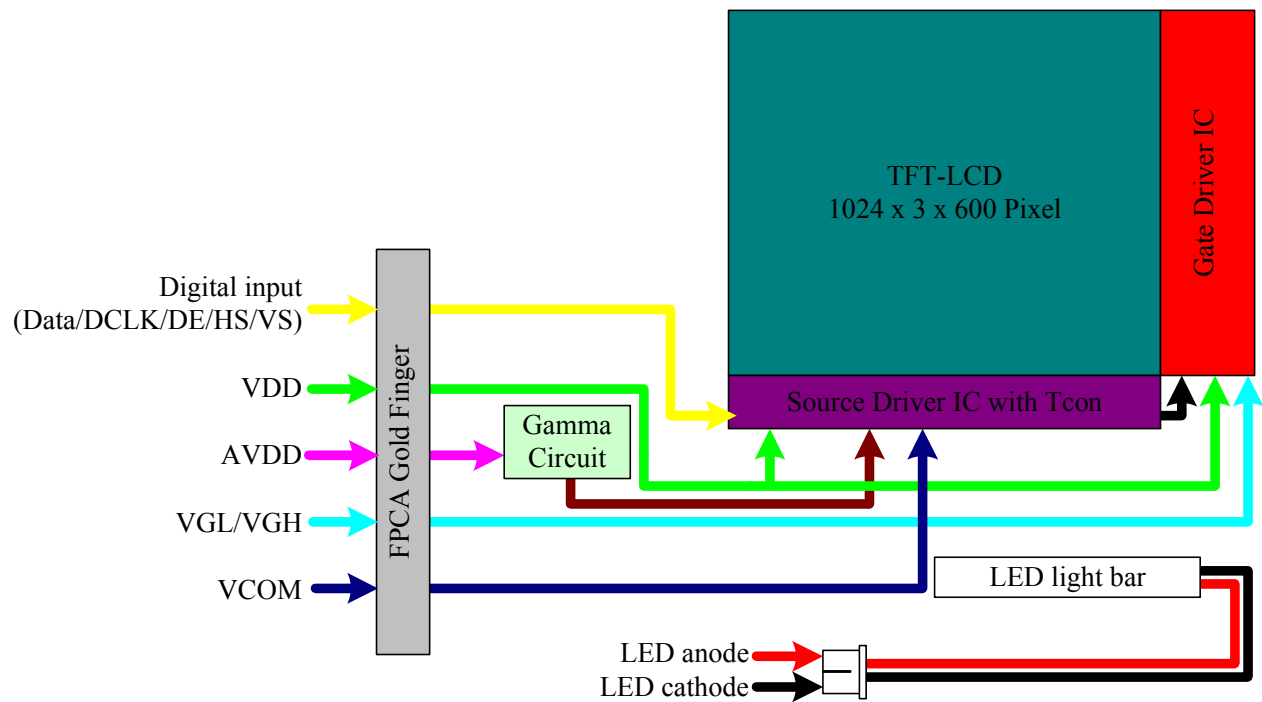 TFT-LCD
1024 x 3 x 600 Pixel
Gate Driver IC
Source Driver IC with Tcon
Digital input
(Data/DCLK/DE/HS/VS)
VDD
AVDD
VGL/VGH
VCOM
FPCA Gold Finger
Gamma
Circuit
LED light bar
LED anode
LED cathode